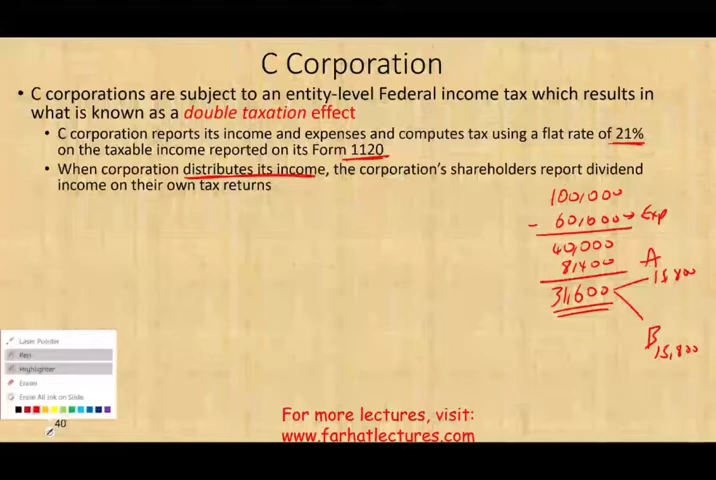 C Corporation
• C corporations are subject to an entity-level Federal income tax which results in
what is known as a double taxation effect
• C corporation reports its income and expenses and computes tax using a flat rate of 21%
on the taxable income reported on its Form 1120
• When corporation distributes its income, the corporation's shareholders report dividend
income on their own tax returns
100,000
- 60,000 Exp
40,000
8,400
31,600
A
15,800
B
15,800
Laser Pointer
Pen
Highlighter
Eraser
Erase All Ink on Slide
40
For more lectures, visit:
www.farhatlectures.com